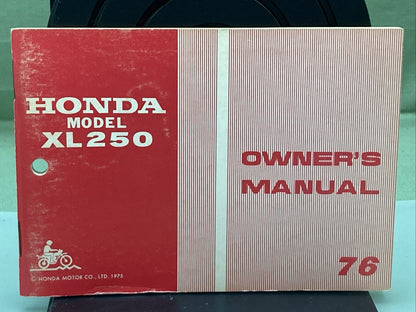 HONDA
MODEL
XL250
© HONDA MOTOR CO., LTD. 1975
OWNER'S
MANUAL
76